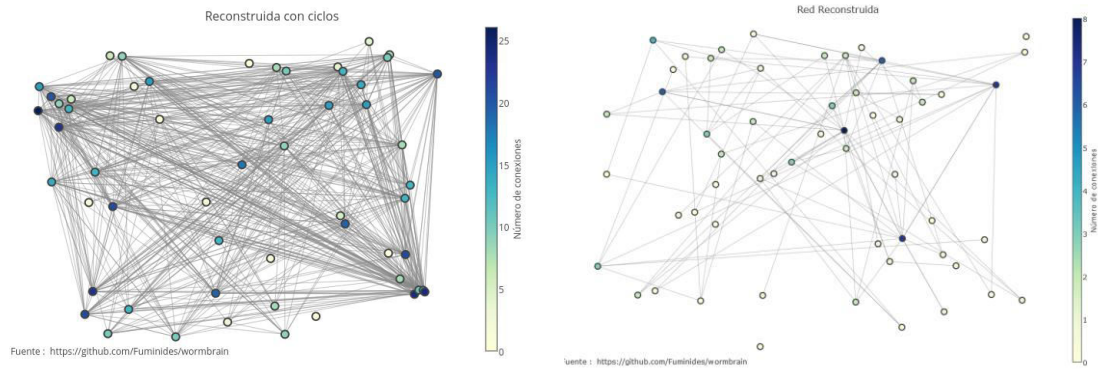 Reconstruida con ciclos
25
20
15
10
5
0
Número de conexiones
Fuente : https://github.com/Fuminides/wormbrain
Red Reconstruida
8
7
6
5
4
3
2
1
0
Número de conexiones
uente : https://github.com/Fuminides/wormbrain